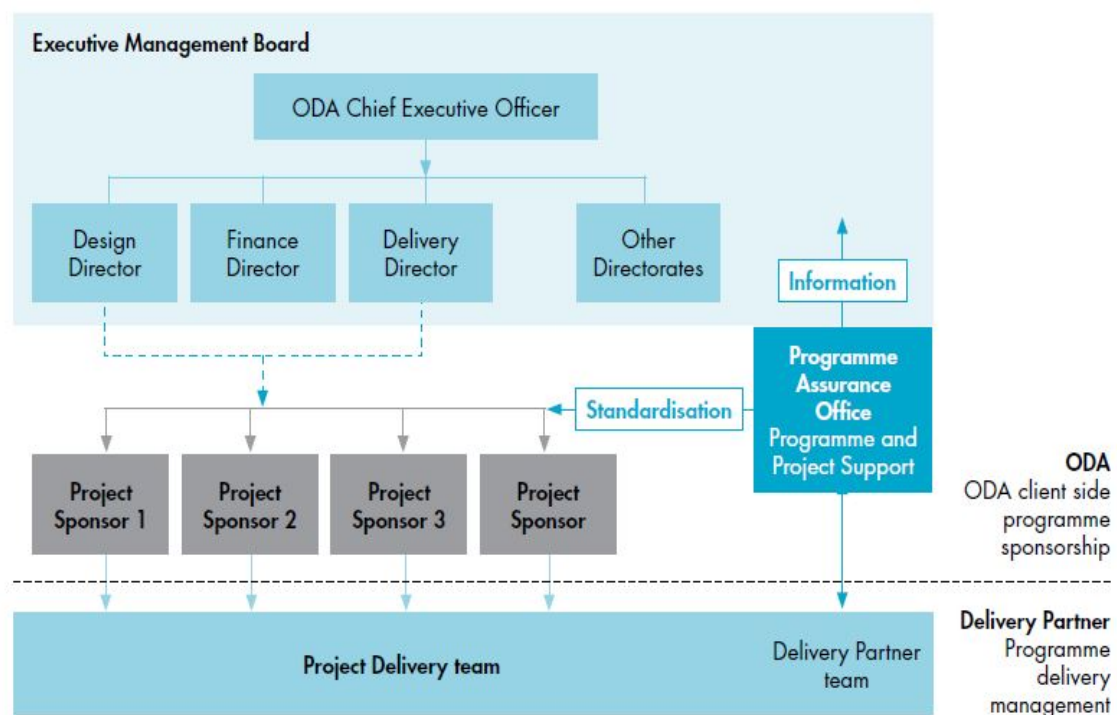 Executive Management Board
ODA Chief Executive Officer
Design
Director
Finance
Director
Delivery
Director
Other
Directorates
Information
Programme
Assurance
Office
Programme and
Project Support
Standardisation
Project
Sponsor 1
Project
Sponsor 2
Project
Sponsor 3
Project
Sponsor
ODA
ODA client side
programme
sponsorship
Project Delivery team
Delivery Partner
team
Delivery Partner
Programme
delivery
management